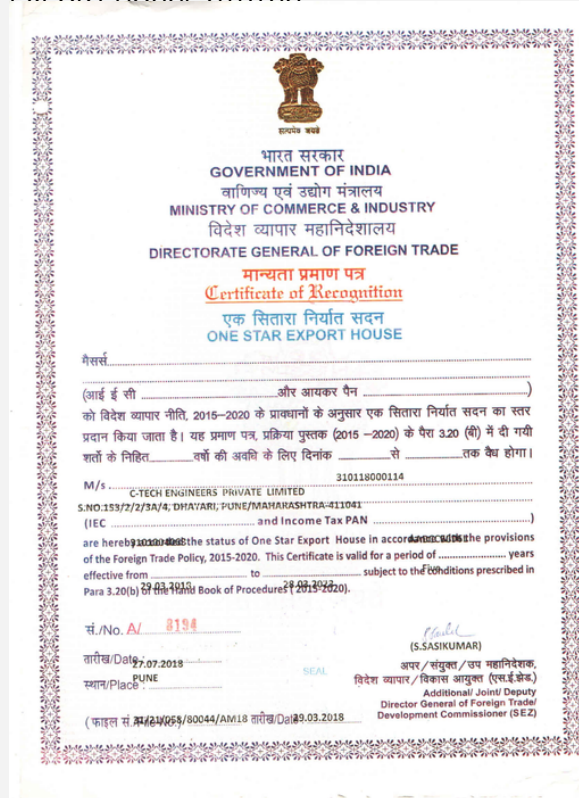 सत्यमेव जयते
भारत सरकार
GOVERNMENT OF INDIA
वाणिज्य एवं उद्योग मंत्रालय
MINISTRY OF COMMERCE & INDUSTRY
विदेश व्यापार महानिदेशालय
DIRECTORATE GENERAL OF FOREIGN TRADE
मान्यता प्रमाण पत्र
Certificate of Recognition
एक सितारा निर्यात सदन
ONE STAR EXPORT HOUSE
मैसर्स
(आई ई सी ........ और आयकर पैन ........)
को विदेश व्यापार नीति, 2015–2020 के प्रावधानों के अनुसार एक सितारा निर्यात सदन का स्तर
प्रदान किया जाता है। यह प्रमाण पत्र, प्रक्रिया पुस्तक (2015 –2020) के पैरा 3.20 (बी) में दी गयी
शर्तो के निहित ........ वर्षो की अवधि के लिए दिनांक ........ से ........ तक वैध होगा।
310118000114
M/s
C-TECH ENGINEERS PRIVATE LIMITED
S.NO.153/2/2/3A/4, DHAYARI, PUNE/MAHARASHTRA-411041
(IEC ........ and Income Tax PAN ........)
are hereby the status of One Star Export House in accordance with the provisions
of the Foreign Trade Policy, 2015-2020. This Certificate is valid for a period of ........ years
effective from ........ to ........ subject to the conditions prescribed in
Five
Para 3.20(b) of the Hand Book of Procedures (2015-2020).
सं./No. A/ 8194
तारीख/Date : 27.07.2018
स्थान/Place : PUNE
SEAL
(S.SASIKUMAR)
अपर/संयुक्त/उप महानिदेशक,
विदेश व्यापार/विकास आयुक्त (एस.ई.झेड.)
Additional/ Joint/ Deputy
Director General of Foreign Trade/
Development Commissioner (SEZ)
(फाइल सं. 31/21/058/80044/AM18 तारीख/Date 29.03.2018